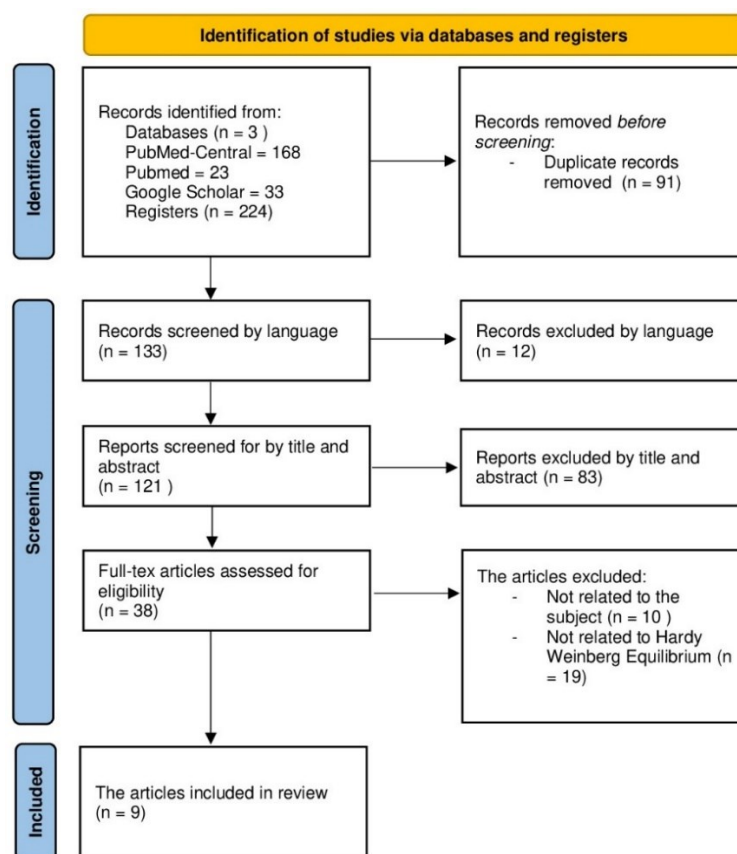 Identification of studies via databases and registers
Identification
Records identified from:
Databases (n = 3 )
PubMed-Central = 168
Pubmed = 23
Google Scholar = 33
Registers (n = 224)
Records removed before
screening:
- Duplicate records
removed (n = 91)
Screening
Records screened by language
(n = 133)
Records excluded by language
(n = 12)
Reports screened for by title and
abstract
(n = 121 )
Reports excluded by title and
abstract (n = 83)
Full-tex articles assessed for
eligibility
(n = 38)
The articles excluded:
- Not related to the
subject (n = 10 )
- Not related to Hardy
Weinberg Equilibrium (n
= 19)
Included
The articles included in review
(n = 9)